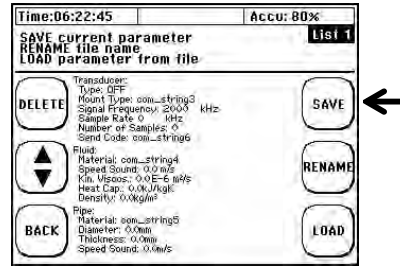 Time:06:22:45 Accu: 80%
SAVE current parameter
RENAME file name
LOAD parameter from file
List 1
DELETE
BACK
Transducer:
Type: OFF
Mount Type: com_string3
Signal Frequency: 2000 kHz
Sample Rate 0 kHz
Number of Samples: 0
Send Code: com_string6
Fluid:
Material: com_string4
Speed Sound: 0.0 m/s
Kin. Viscos.: 0.0E-6 m²/s
Heat Cap.: 0.0kJ/kgK
Density: 0.0kg/m³
Pipe:
Material: com_string5
Diameter: 0.0mm
Thickness: 0.0mm
Speed Sound: 0.0m/s
SAVE
RENAME
LOAD